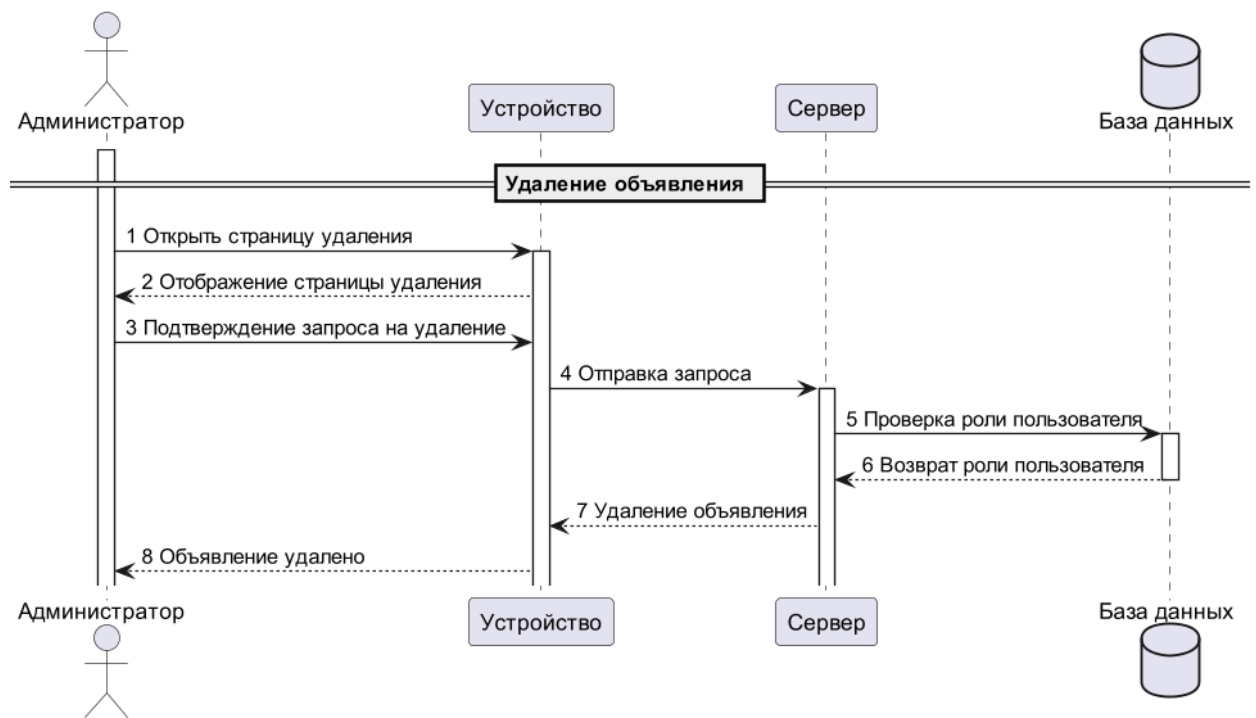 Администратор
Устройство
Сервер
База данных
Удаление объявления
1 Открыть страницу удаления
2 Отображение страницы удаления
3 Подтверждение запроса на удаление
4 Отправка запроса
5 Проверка роли пользователя
6 Возврат роли пользователя
7 Удаление объявления
8 Объявление удалено
Администратор
Устройство
Сервер
База данных